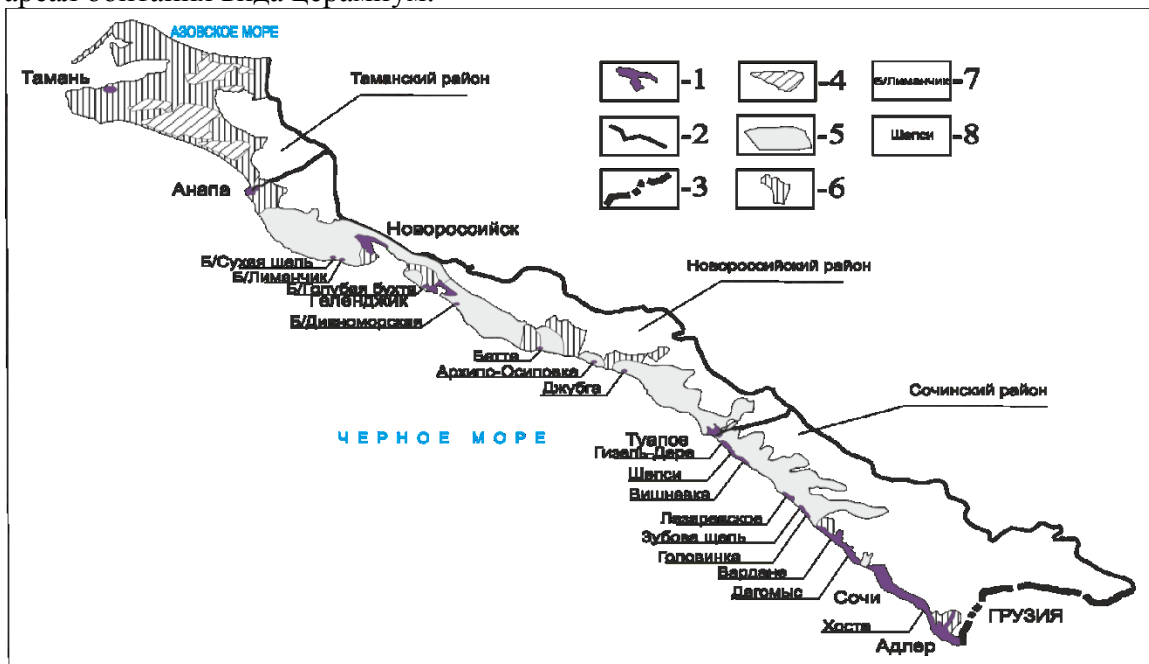 ареал обитания вида церамиум.
АЗОВСКОЕ МОРЕ
Тамань
Таманский район
-1
-4
Б/Лиманчик
-7
-2
-5
Шепси
-8
-3
-6
Анапа
Новороссийск
Б/Сухая щель
Б/Лиманчик
Б/Голубая бухта
Геленджик
Б/Дивноморская
Новороссийский район
Бетта
Архипо-Осиповка
Джубга
Сочинский район
ЧЕРНОЕ МОРЕ
Туапсе
Гизель-Дере
Шепси
Вишневка
Лазаревское
Зубова щель
Головинка
Вардане
Дагомыс
Сочи
ГРУЗИЯ
Хоста
Адлер